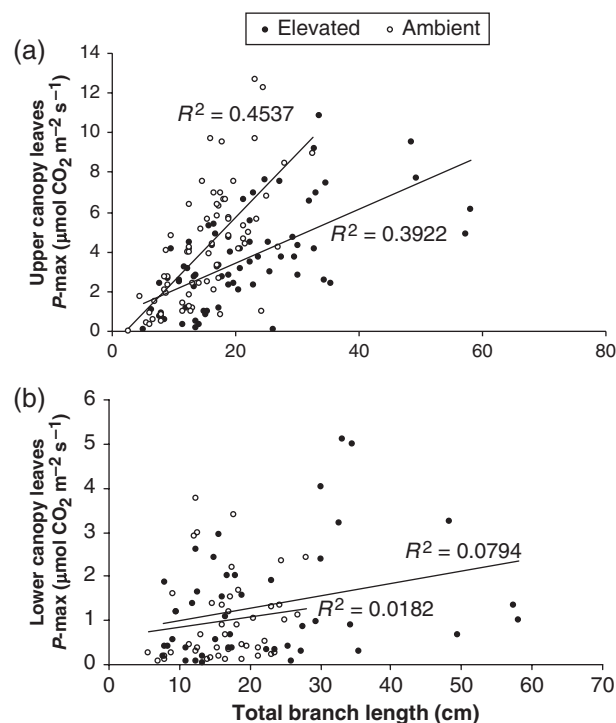 Elevated Ambient
(a)
14
12
10
8
6
4
2
0
Upper canopy leaves
P-max (μmol CO2 m−2 s−1)
R2 = 0.4537
R2 = 0.3922
0 20 40 60 80
(b)
6
5
4
3
2
1
0
Lower canopy leaves
P-max (μmol CO2 m−2 s−1)
R2 = 0.0794
R2 = 0.0182
0 10 20 30 40 50 60 70
Total branch length (cm)